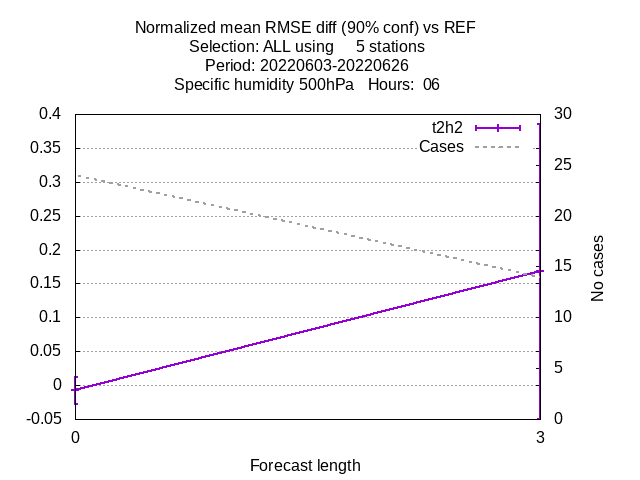 Normalized mean RMSE diff (90% conf) vs REF
Selection: ALL using     5 stations
Period: 20220603-20220626
Specific humidity 500hPa   Hours:  06
t2h2
Cases
0.4
0.35
0.3
0.25
0.2
0.15
0.1
0.05
0
-0.05
30
25
20
15
10
5
0
No cases
0
3
Forecast length